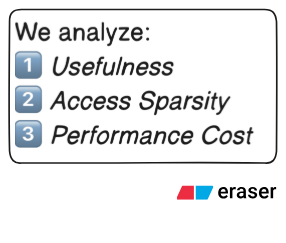 We analyze:
1 Usefulness
2 Access Sparsity
3 Performance Cost
eraser